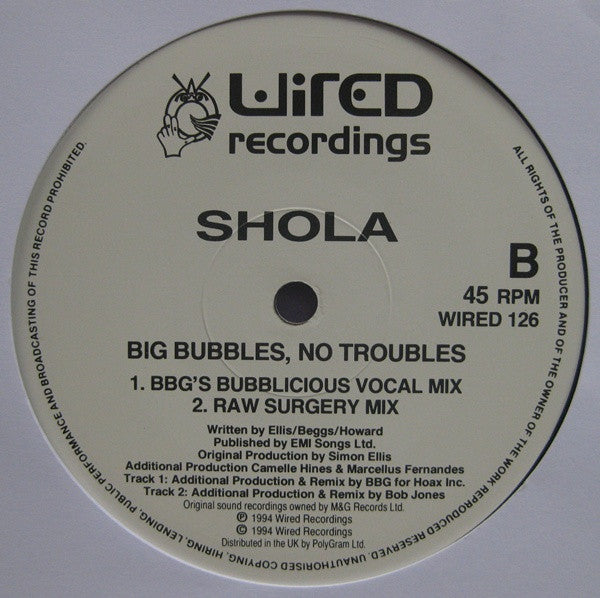 WiRED
recordings
SHOLA
B
45 RPM
WIRED 126
BIG BUBBLES, NO TROUBLES
1. BBG'S BUBBLICIOUS VOCAL MIX
2. RAW SURGERY MIX
Written by Ellis/Beggs/Howard
Published by EMI Songs Ltd.
Original Production by Simon Ellis
Additional Production Camelle Hines & Marcellus Fernandes
Track 1: Additional Production & Remix by BBG for Hoax Inc.
Track 2: Additional Production & Remix by Bob Jones
Original sound recordings owned by M&G Records Ltd.
℗ 1994 Wired Recordings
© 1994 Wired Recordings
Distributed in the UK by PolyGram Ltd.
ALL RIGHTS OF THE PRODUCER AND OF THE OWNER OF THE WORK REPRODUCED RESERVED. UNAUTHORISED COPYING, HIRING, LENDING, PUBLIC PERFORMANCE AND BROADCASTING OF THIS RECORD PROHIBITED.